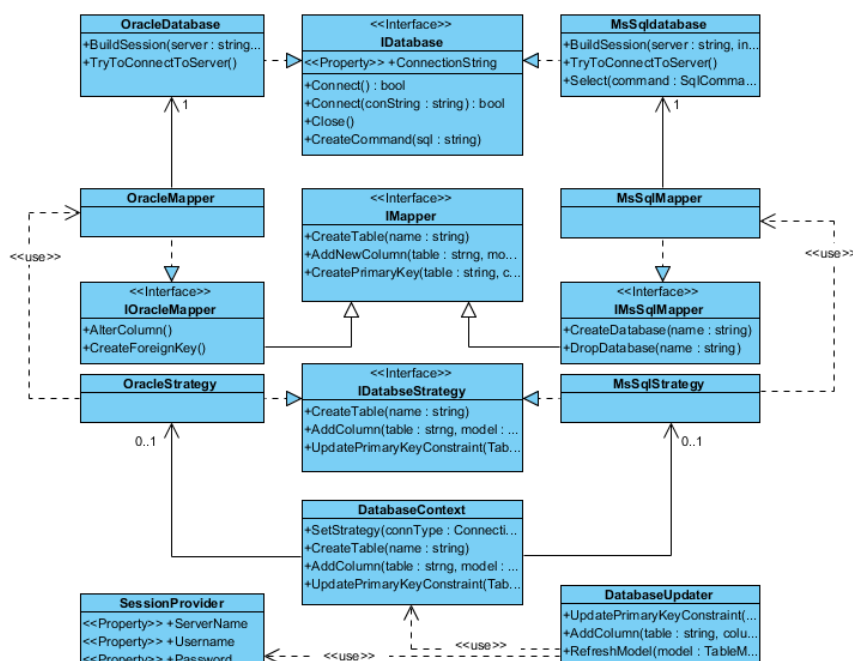 OracleDatabase
+BuildSession(server : string...
+TryToConnectToServer()
<<Interface>>
IDatabase
<<Property>> +ConnectionString
+Connect() : bool
+Connect(conString : string) : bool
+Close()
+CreateCommand(sql : string)
MsSqldatabase
+BuildSession(server : string, in...
+TryToConnectToServer()
+Select(command : SqlComma...
1
1
OracleMapper
<<Interface>>
IMapper
+CreateTable(name : string)
+AddNewColumn(table : strng, mo...
+CreatePrimaryKey(table : string, c...
MsSqlMapper
<<use>>
<<use>>
<<Interface>>
IOracleMapper
+AlterColumn()
+CreateForeignKey()
<<Interface>>
IMsSqlMapper
+CreateDatabase(name : string)
+DropDatabase(name : string)
OracleStrategy
<<Interface>>
IDatabseStrategy
+CreateTable(name : string)
+AddColumn(table : strng, model : ...
+UpdatePrimaryKeyConstraint(Tab...
MsSqlStrategy
0..1
0..1
DatabaseContext
+SetStrategy(connType : Connecti...
+CreateTable(name : string)
+AddColumn(table : strng, model : ...
+UpdatePrimaryKeyConstraint(Tab...
SessionProvider
<<Property>> +ServerName
<<Property>> +Username
<<Property>> +Password
DatabaseUpdater
+UpdatePrimaryKeyConstraint(...
+AddColumn(table : string, colu...
+RefreshModel(model : TableM...
<<use>>
<<use>>